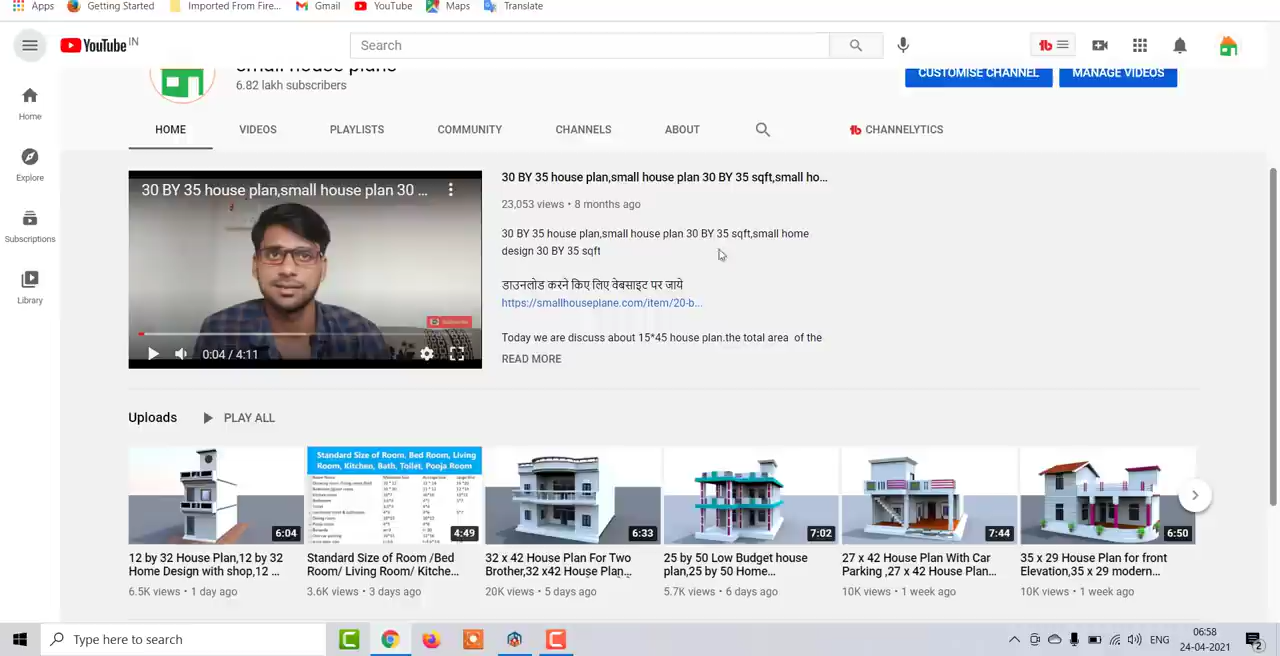 Apps Getting Started Imported From Fire... Gmail YouTube Maps Translate
YouTube IN
Search
small house plans
6.82 lakh subscribers
CUSTOMISE CHANNEL
MANAGE VIDEOS
HOME VIDEOS PLAYLISTS COMMUNITY CHANNELS ABOUT CHANNELYTICS
Home
Explore
Subscriptions
Library
30 BY 35 house plan,small house plan 30 ...
0:04 / 4:11
30 BY 35 house plan,small house plan 30 BY 35 sqft,small ho...
23,053 views • 8 months ago
30 BY 35 house plan,small house plan 30 BY 35 sqft,small home
design 30 BY 35 sqft
डाउनलोड करने किए लिए वेबसाइट पर जाये
https://smallhouseplane.com/item/20-b...
Today we are discuss about 15*45 house plan.the total area of the
READ MORE
Uploads PLAY ALL
Standard Size of Room, Bed Room, Living
Room, Kitchen, Bath, Toilet, Pooja Room
6:04
4:49
6:33
7:02
7:44
6:50
12 by 32 House Plan,12 by 32
Home Design with shop,12 ...
6.5K views • 1 day ago
Standard Size of Room /Bed
Room/ Living Room/ Kitche...
3.6K views • 3 days ago
32 x 42 House Plan For Two
Brother,32 x42 House Plan...
20K views • 5 days ago
25 by 50 Low Budget house
plan,25 by 50 Home...
5.7K views • 6 days ago
27 x 42 House Plan With Car
Parking ,27 x 42 House Plan...
10K views • 1 week ago
35 x 29 House Plan for front
Elevation,35 x 29 modern...
10K views • 1 week ago
Type here to search
ENG
06:58
24-04-2021
2